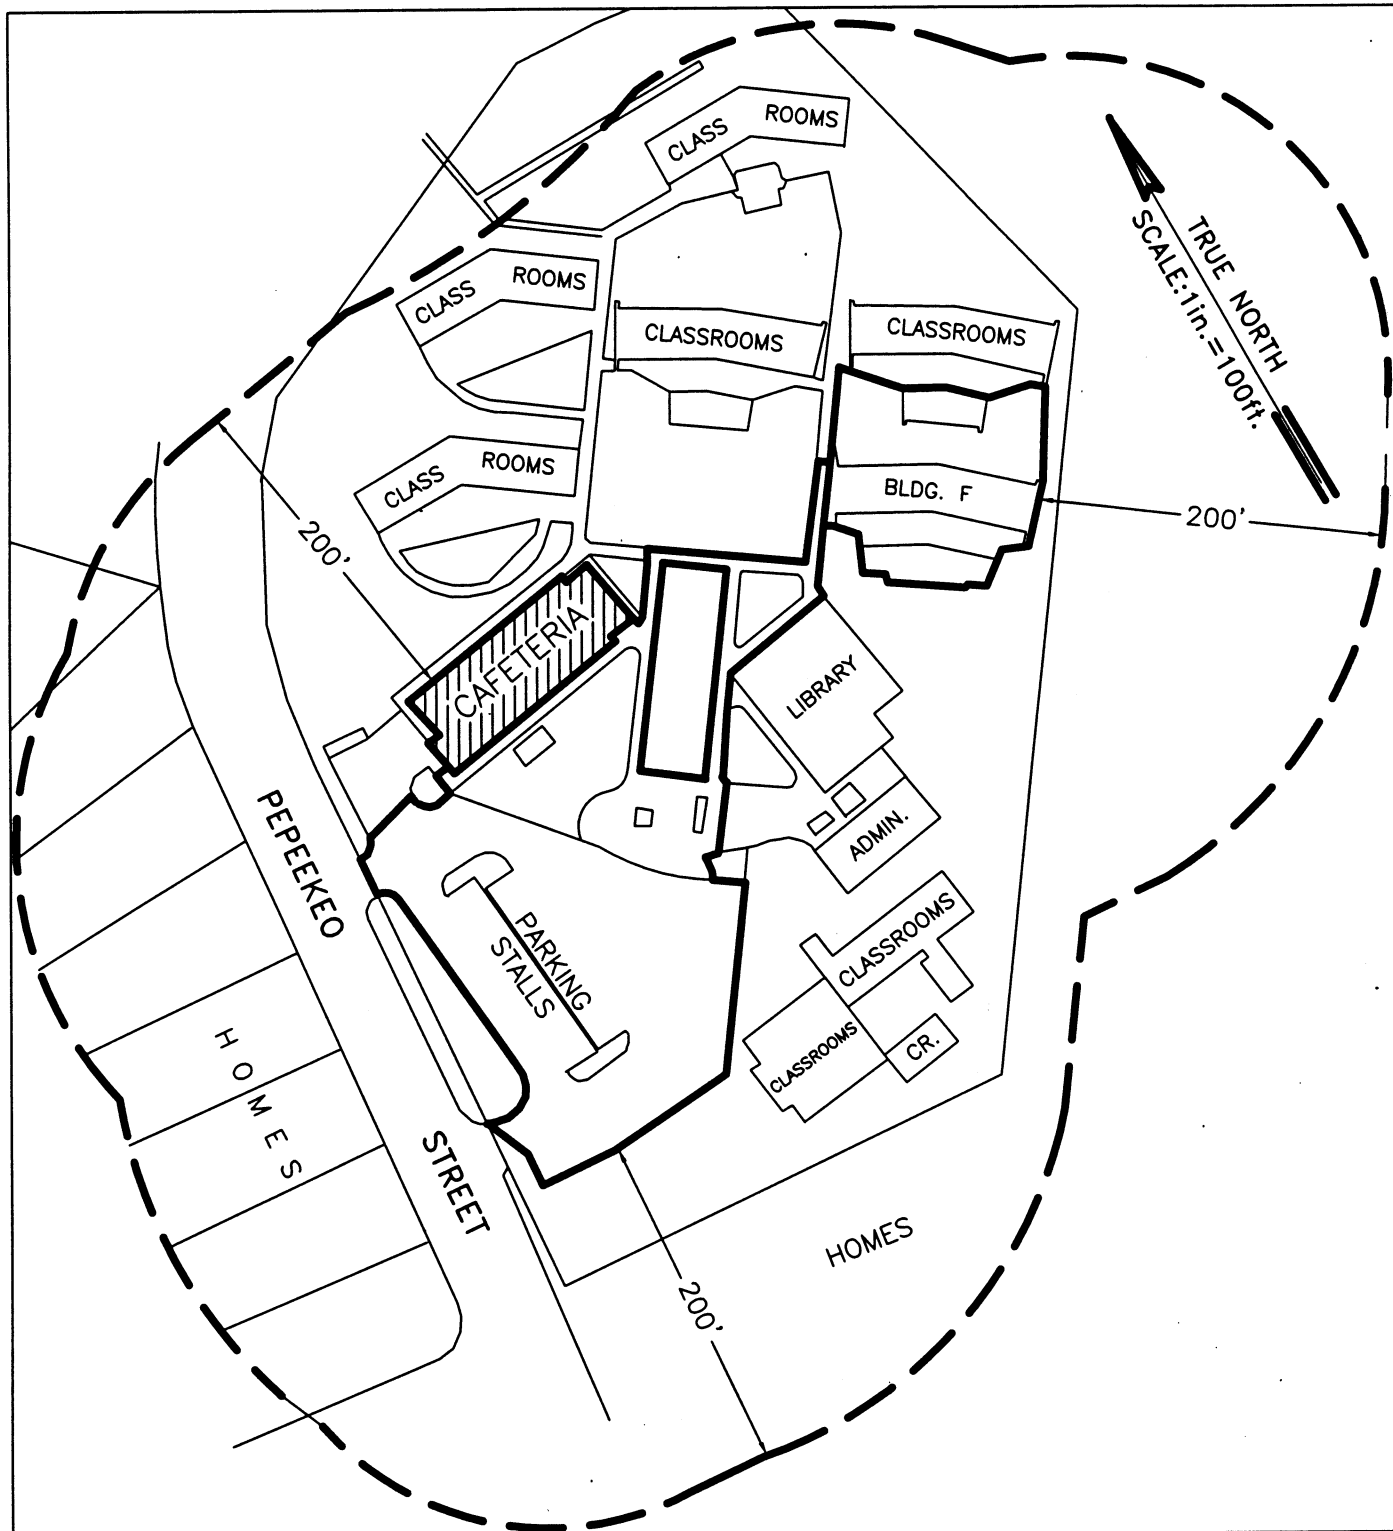 CLASS ROOMS
TRUE NORTH
SCALE:1in.=100ft.
CLASS ROOMS
CLASSROOMS
CLASSROOMS
CLASS ROOMS
BLDG. F
200'
200'
CAFETERIA
LIBRARY
PEPEEKEO
ADMIN.
PARKING
STALLS
CLASSROOMS
CLASSROOMS
CR.
HOMES
STREET
HOMES
200'